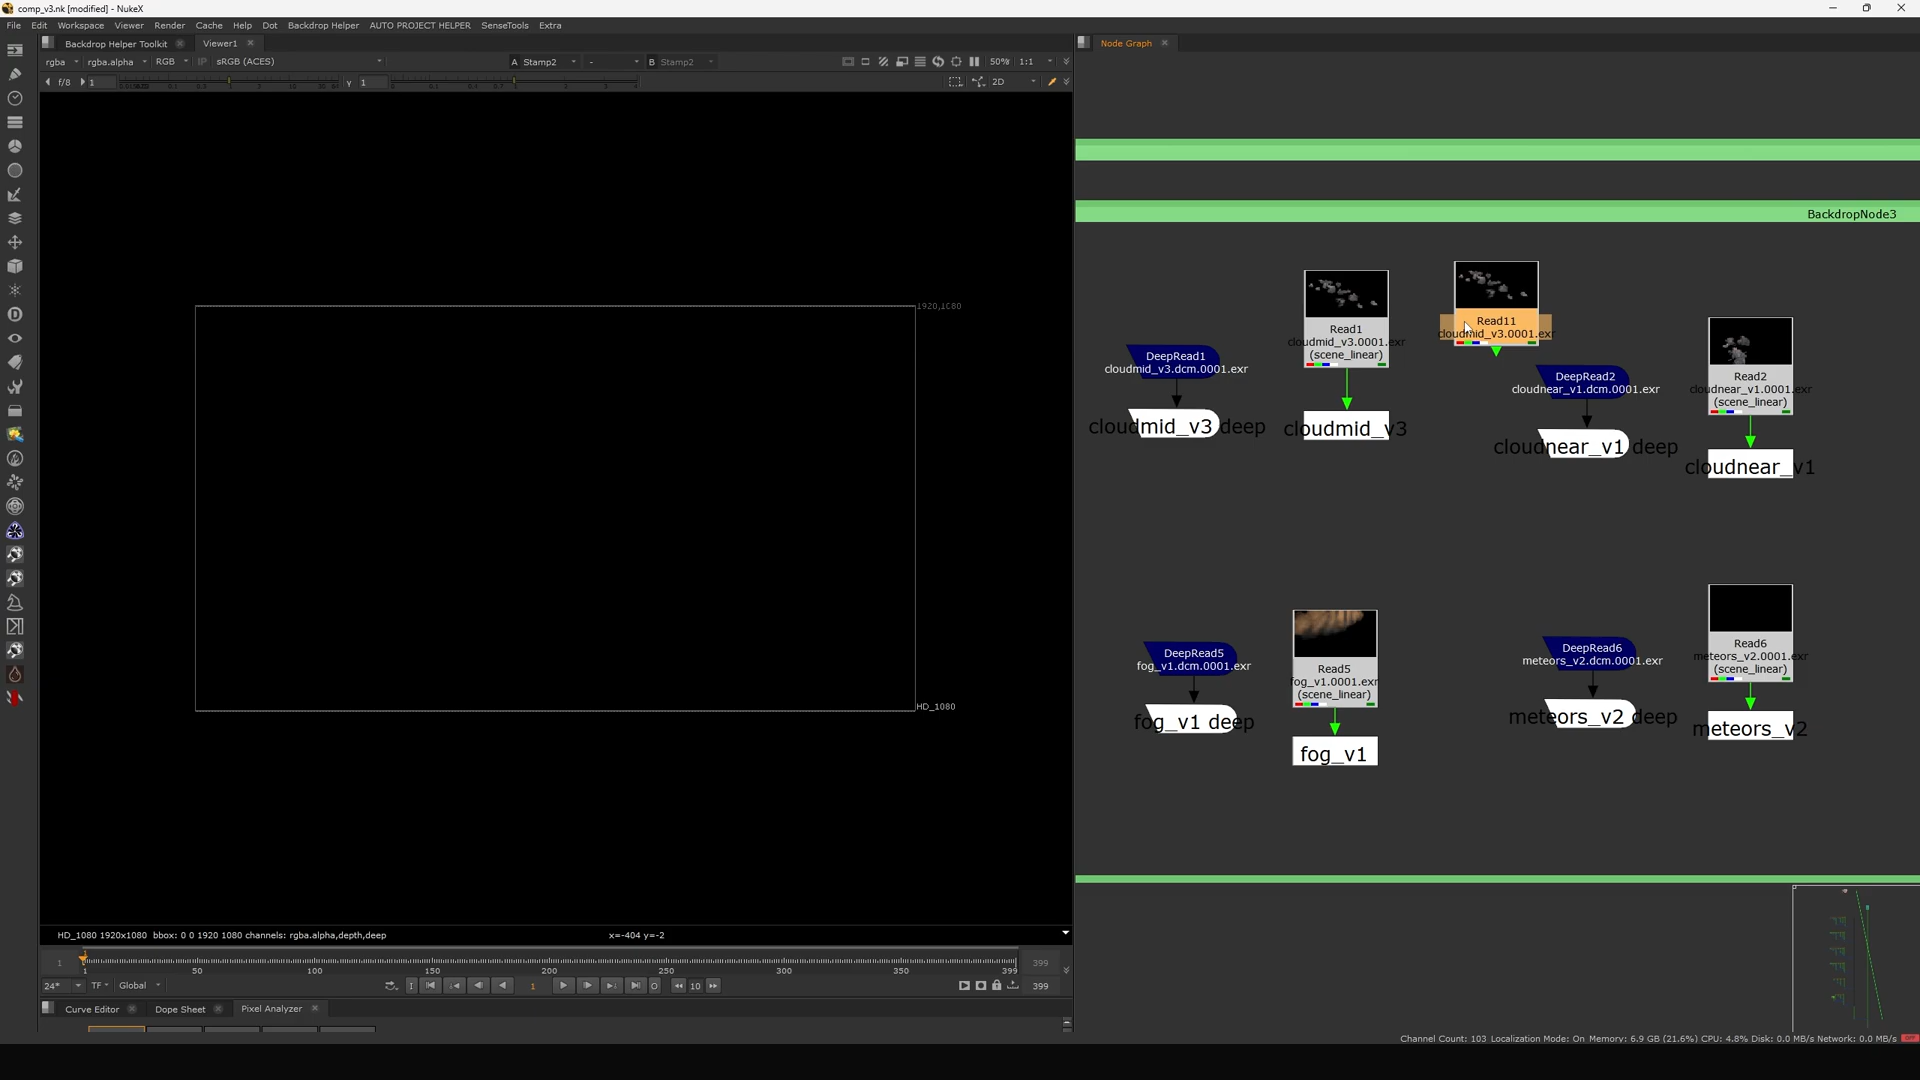 comp_v3.nk [modified] - NukeX
File Edit Workspace Viewer Render Cache Help Dot Backdrop Helper AUTO PROJECT HELPER SenseTools Extra
Backdrop Helper Toolkit Viewer1
Node Graph
rgba rgba.alpha RGB IP sRGB (ACES) A Stamp2 - B Stamp2 50% 1:1
f/8 1 Y 1 2D
BackdropNode3
1920,1080
HD_1080
Read1
cloudmid_v3.0001.exr
(scene_linear)
Read11
cloudmid_v3.0001.exr
DeepRead1
cloudmid_v3.dcm.0001.exr
DeepRead2
cloudnear_v1.dcm.0001.exr
Read2
cloudnear_v1.0001.exr
(scene_linear)
cloudmid_v3 deep
cloudmid_v3
cloudnear_v1 deep
cloudnear_v1
DeepRead5
fog_v1.dcm.0001.exr
Read5
fog_v1.0001.exr
(scene_linear)
DeepRead6
meteors_v2.dcm.0001.exr
Read6
meteors_v2.0001.exr
(scene_linear)
fog_v1 deep
fog_v1
meteors_v2 deep
meteors_v2
HD_1080 1920x1080 bbox: 0 0 1920 1080 channels: rgba.alpha,depth,deep x=-404 y=-2
1 1 399
1 50 100 150 200 250 300 350 399
24* TF Global 1 10 399
Curve Editor Dope Sheet Pixel Analyzer
Channel Count: 103 Localization Mode: On Memory: 6.9 GB (21.6%) CPU: 4.8% Disk: 0.0 MB/s Network: 0.0 MB/s